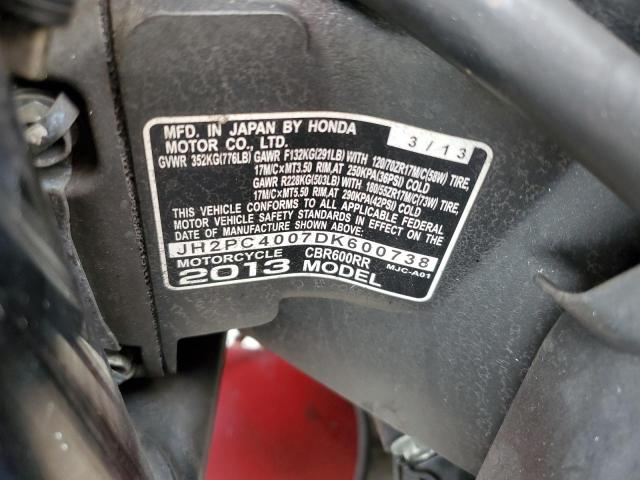 MFD. IN JAPAN BY HONDA
MOTOR CO., LTD. 3/13
GVWR 352KG(776LB) GAWR F132KG(291LB) WITH 120/70ZR17M/C(58W) TIRE,
17M/C×MT3.50 RIM,AT 250KPA(36PSI) COLD
GAWR R228KG(503LB) WITH 180/55ZR17M/C(73W) TIRE,
17M/C×MT5.50 RIM,AT 290KPA(42PSI) COLD
THIS VEHICLE CONFORMS TO ALL APPLICABLE FEDERAL
MOTOR VEHICLE SAFETY STANDARDS IN EFFECT ON THE
DATE OF MANUFACTURE SHOWN ABOVE:
JH2PC4007DK600738
MOTORCYCLE CBR600RR MJC-A01
2013 MODEL